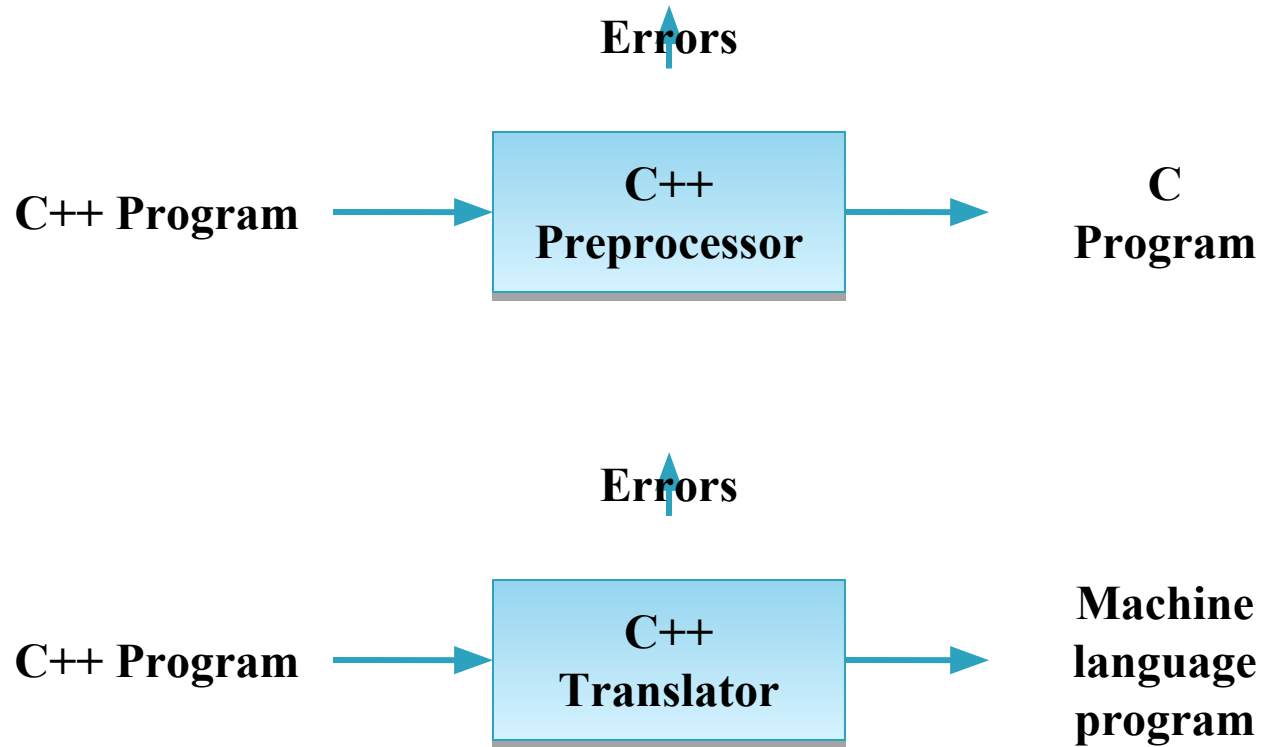 Errors
C++ Program
C++
Preprocessor
C
Program
Errors
C++ Program
C++
Translator
Machine
language
program